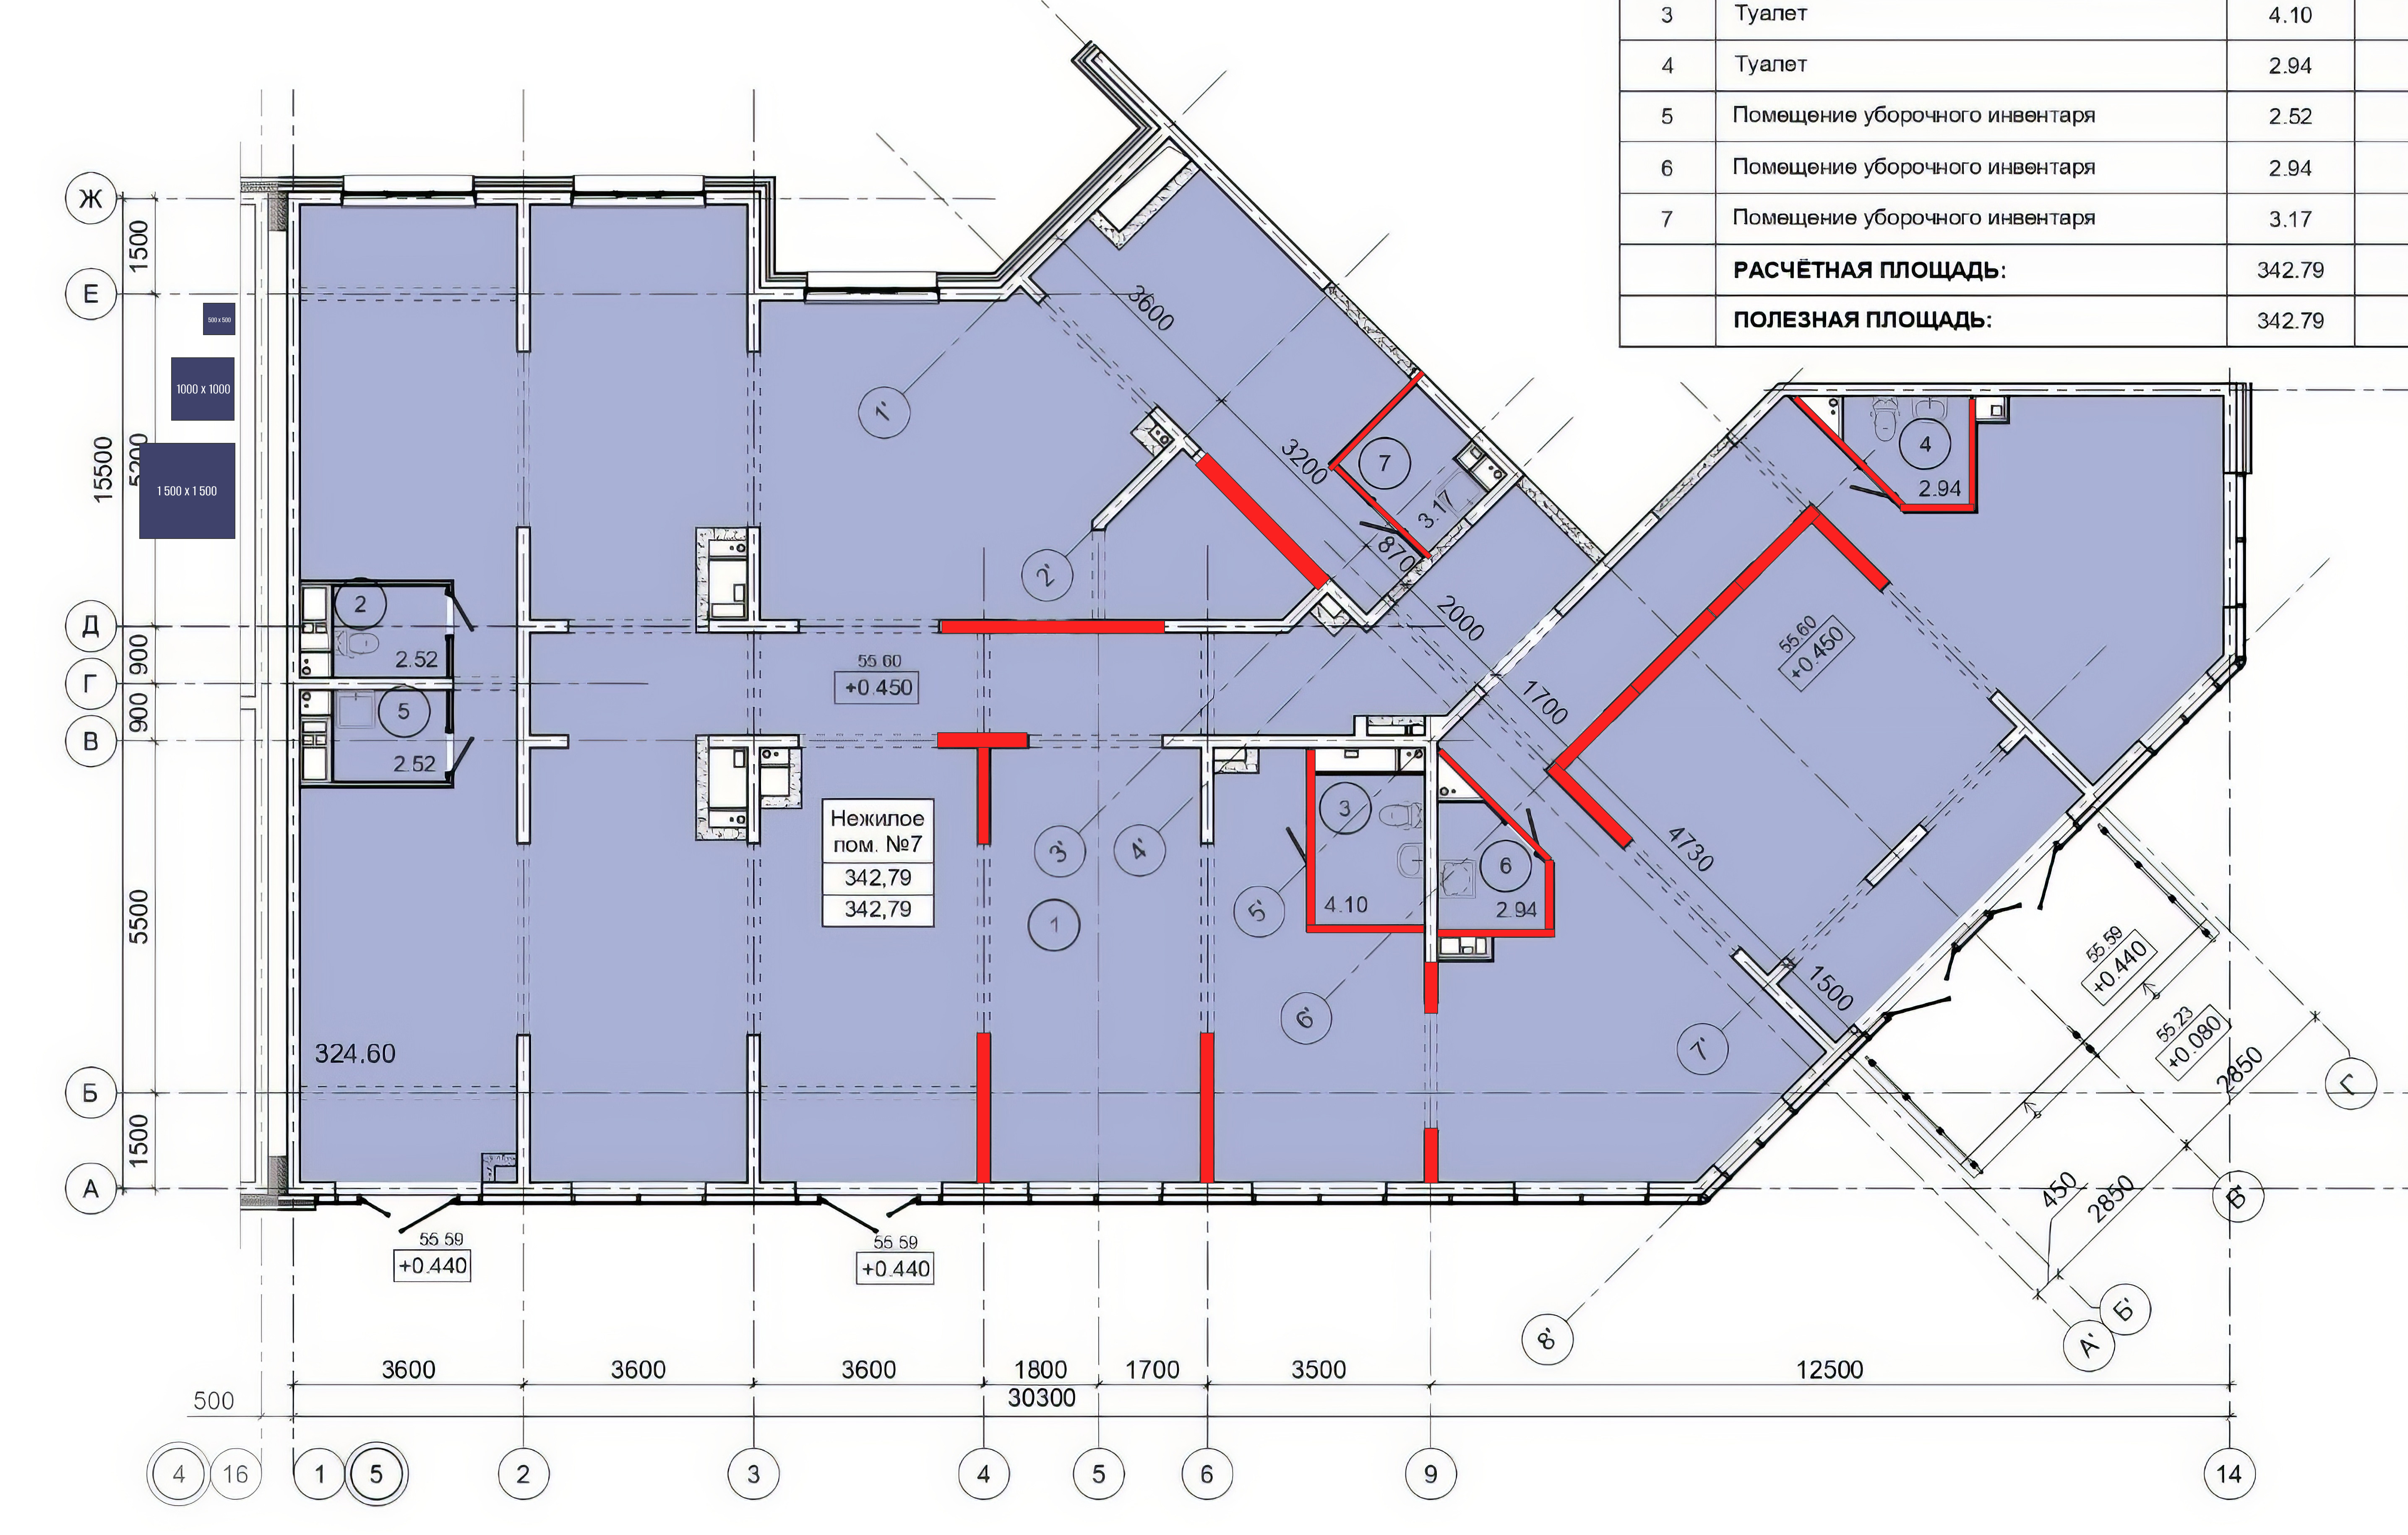 3 Туалет 4.10
4 Туалет 2.94
5 Помещение уборочного инвентаря 2.52
6 Помещение уборочного инвентаря 2.94
7 Помещение уборочного инвентаря 3.17
РАСЧЁТНАЯ ПЛОЩАДЬ: 342.79
ПОЛЕЗНАЯ ПЛОЩАДЬ: 342.79
Ж
1500
Е
500 x 500
1000 x 1000
15500
5200
1 500 x 1 500
Д
900
Г
900
В
5500
Б
1500
А
3600
1'
3200
7
3.17
870
2'
2000
1700
4
2.94
55.60
+0.450
2
2.52
5
2.52
55.60
+0.450
Нежилое
пом. №7
342,79
342,79
3'
4'
1
5'
3
4.10
6
2.94
6'
4730
7'
1500
324.60
55.59
+0.440
55.23
+0.080
2850
Г'
450
2850
В'
Б'
А'
8'
55.59
+0.440
55.59
+0.440
3600 3600 3600 1800 1700 3500 12500
500 30300
4 16 1 5 2 3 4 5 6 9 14